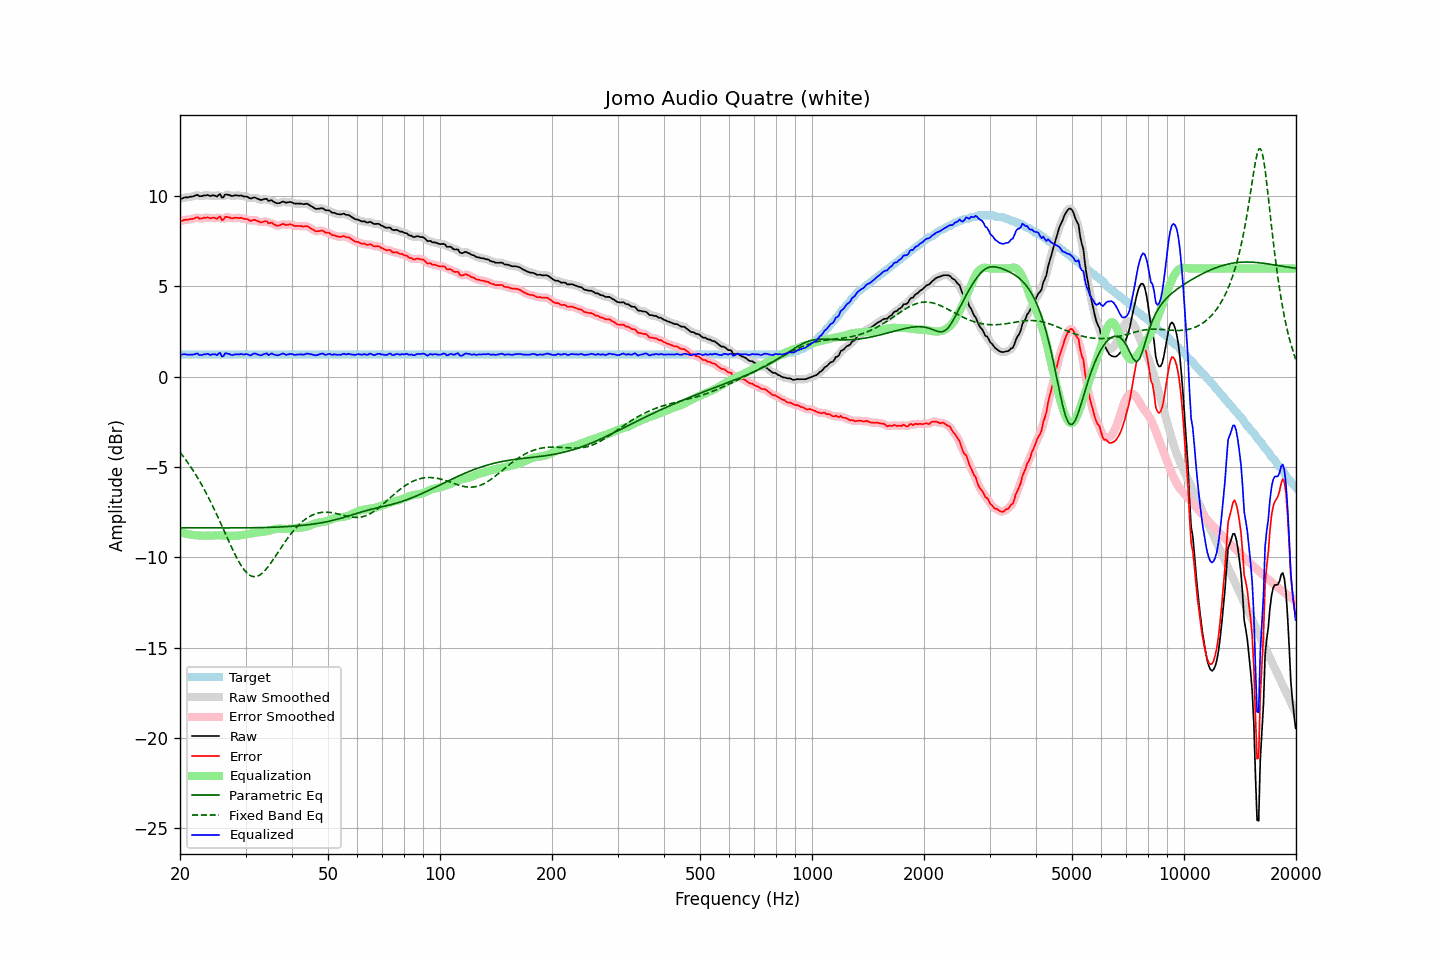 Jomo Audio Quatre (white)
Amplitude (dBr)
10
5
0
−5
−10
−15
−20
−25
Target
Raw Smoothed
Error Smoothed
Raw
Error
Equalization
Parametric Eq
Fixed Band Eq
Equalized
20 50 100 200 500 1000 2000 5000 10000 20000
Frequency (Hz)